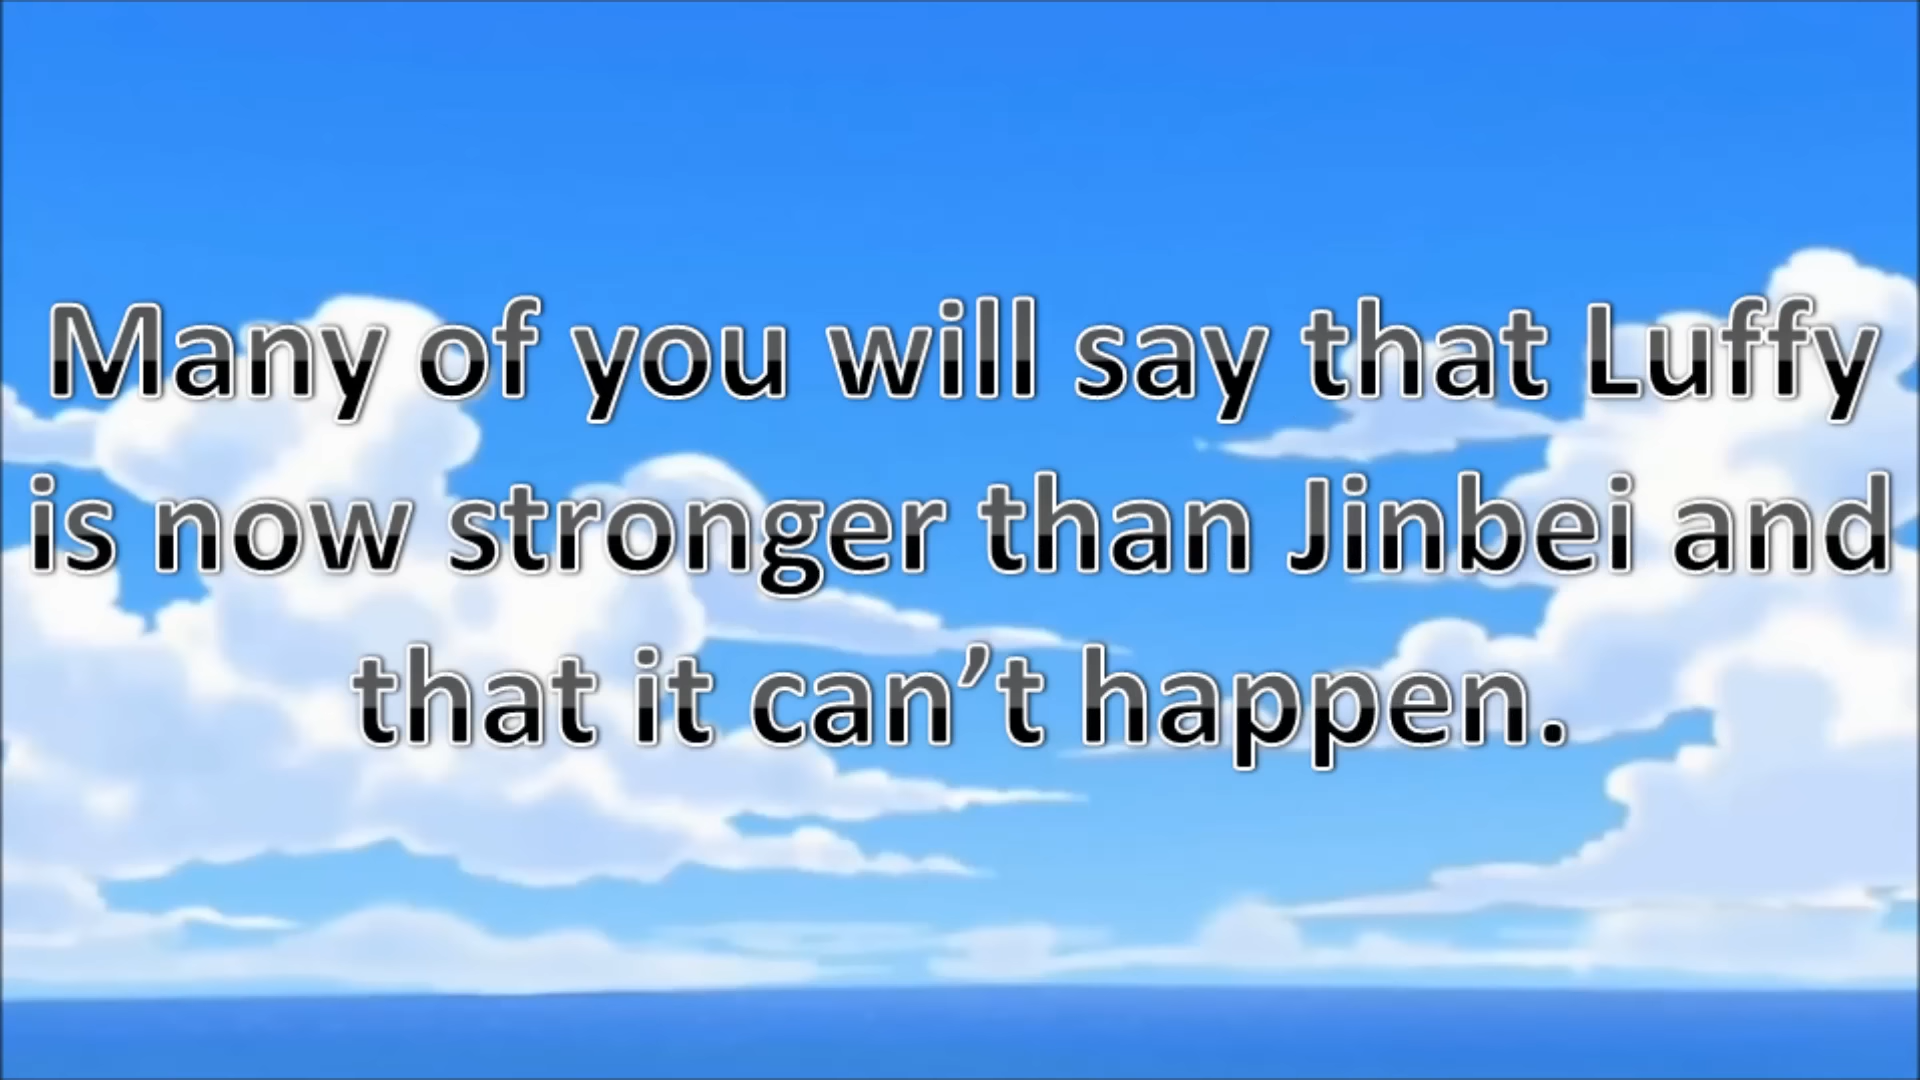 Many of you will say that Luffy
is now stronger than Jinbei and
that it can’t happen.